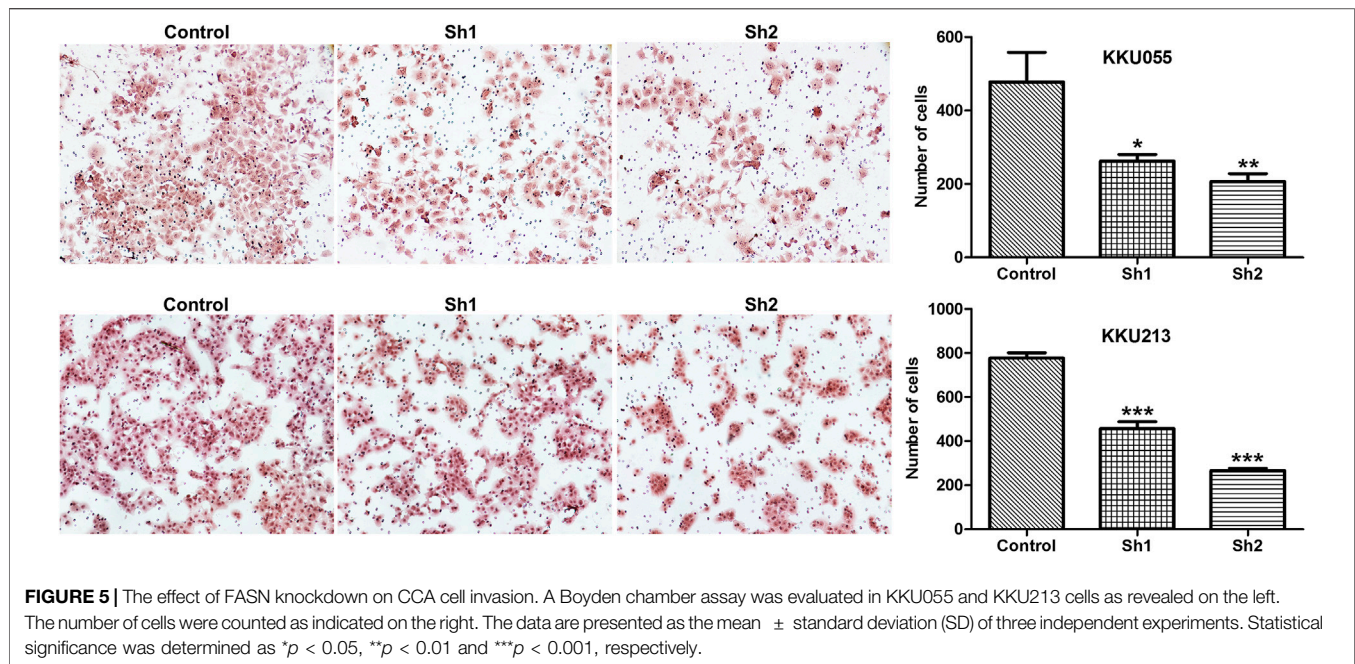 Control Sh1 Sh2
600
400
200
0
Number of cells
KKU055
*
**
Control Sh1 Sh2
Control Sh1 Sh2
1000
800
600
400
200
0
Number of cells
KKU213
***
***
Control Sh1 Sh2
FIGURE 5 | The effect of FASN knockdown on CCA cell invasion. A Boyden chamber assay was evaluated in KKU055 and KKU213 cells as revealed on the left.
The number of cells were counted as indicated on the right. The data are presented as the mean ± standard deviation (SD) of three independent experiments. Statistical
significance was determined as *p < 0.05, **p < 0.01 and ***p < 0.001, respectively.